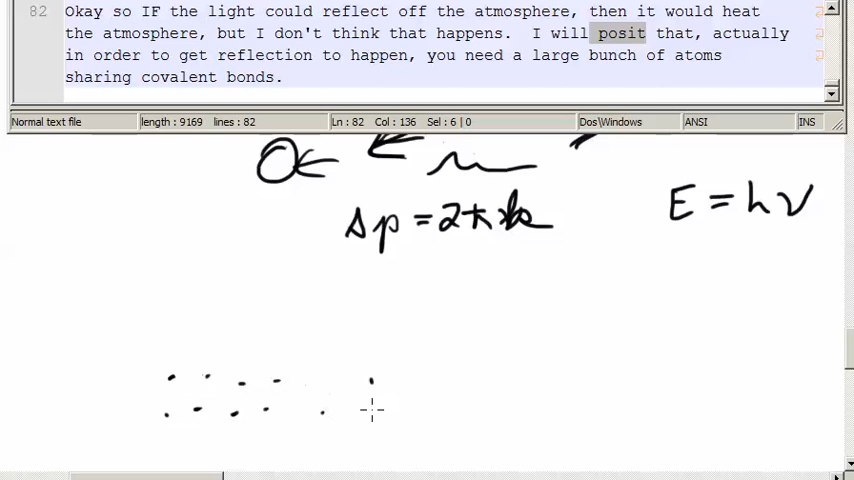 82 Okay so IF the light could reflect off the atmosphere, then it would heat
the atmosphere, but I don't think that happens.  I will posit that, actually
in order to get reflection to happen, you need a large bunch of atoms
sharing covalent bonds.
Normal text file length : 9169 lines : 82 Ln : 82 Col : 136 Sel : 6 | 0 Dos\Windows ANSI INS
E = hν
Δp = 2ħk